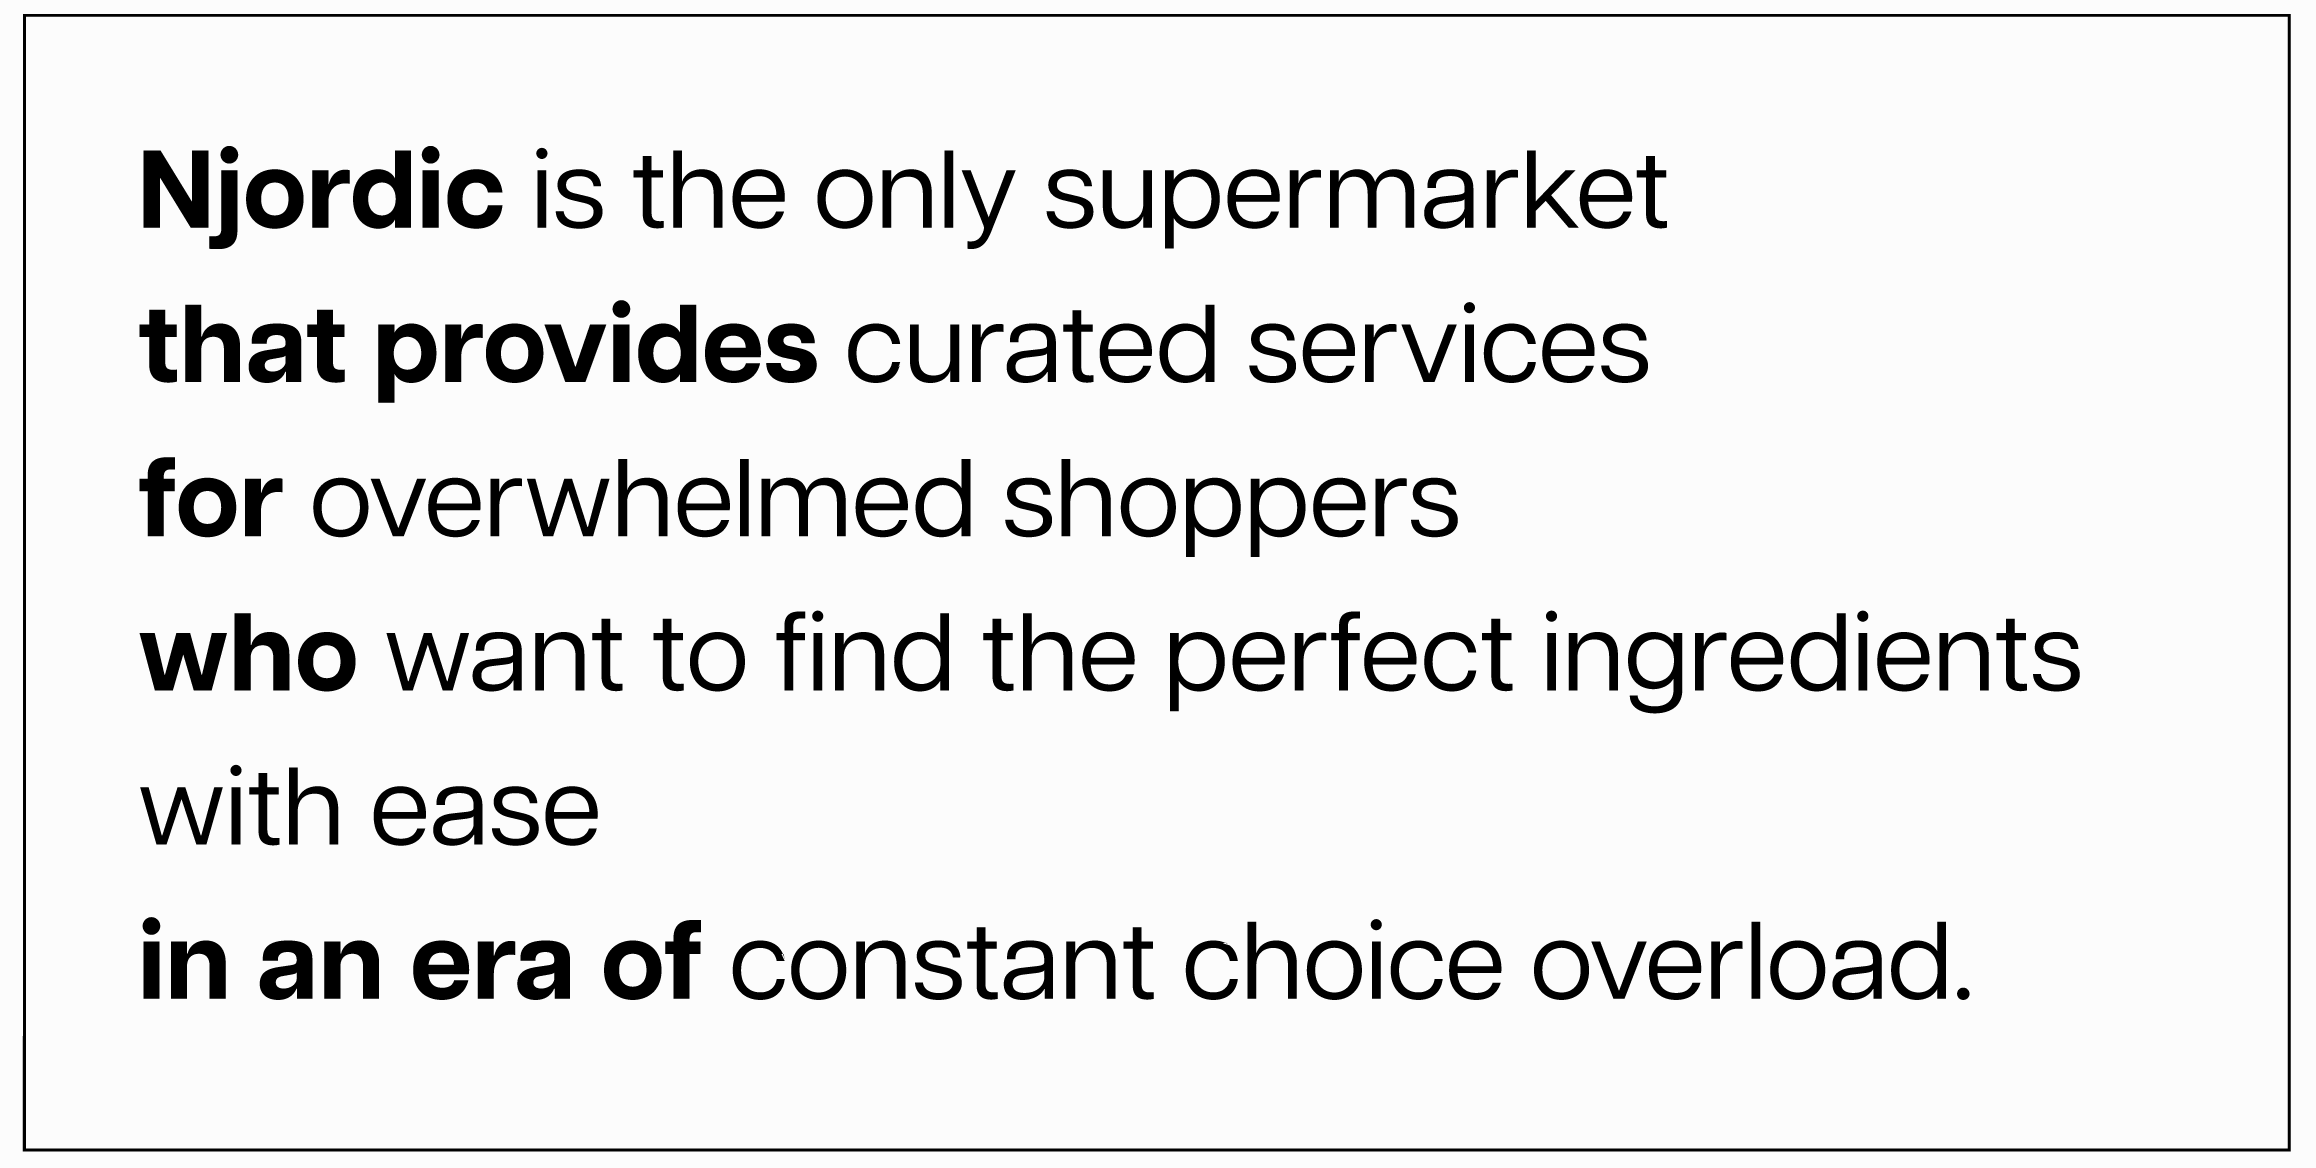 Njordic is the only supermarket
that provides curated services
for overwhelmed shoppers
who want to find the perfect ingredients
with ease
in an era of constant choice overload.